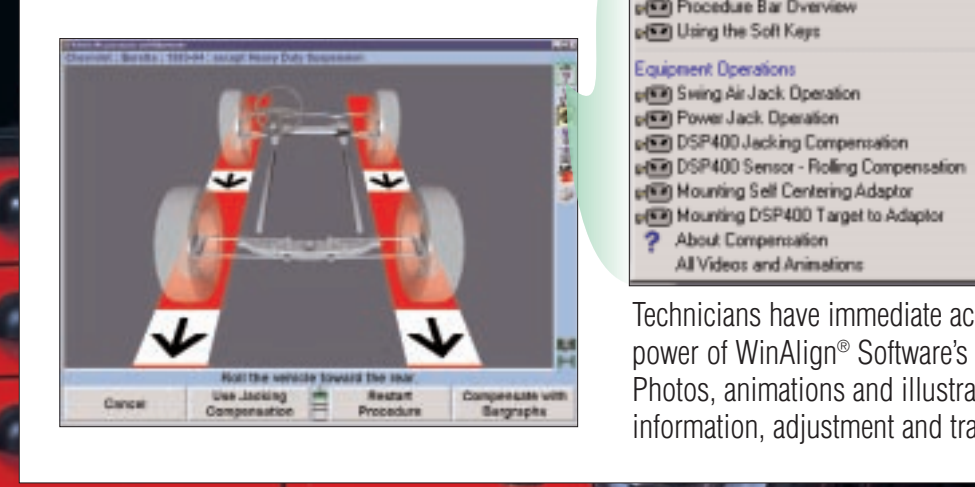 Chevrolet : Beretta : 1993-94 : except Heavy Duty Suspension
Roll the vehicle toward the rear.
Cancel
Use Jacking
Compensation
Restart
Procedure
Compensate with
Bargraphs
Procedure Bar Overview
Using the Soft Keys
Equipment Operations
Swing Air Jack Operation
Power Jack Operation
DSP400 Jacking Compensation
DSP400 Sensor - Rolling Compensation
Mounting Self Centering Adaptor
Mounting DSP400 Target to Adaptor
? About Compensation
All Videos and Animations
Technicians have immediate ac
power of WinAlign® Software's
Photos, animations and illustra
information, adjustment and tra